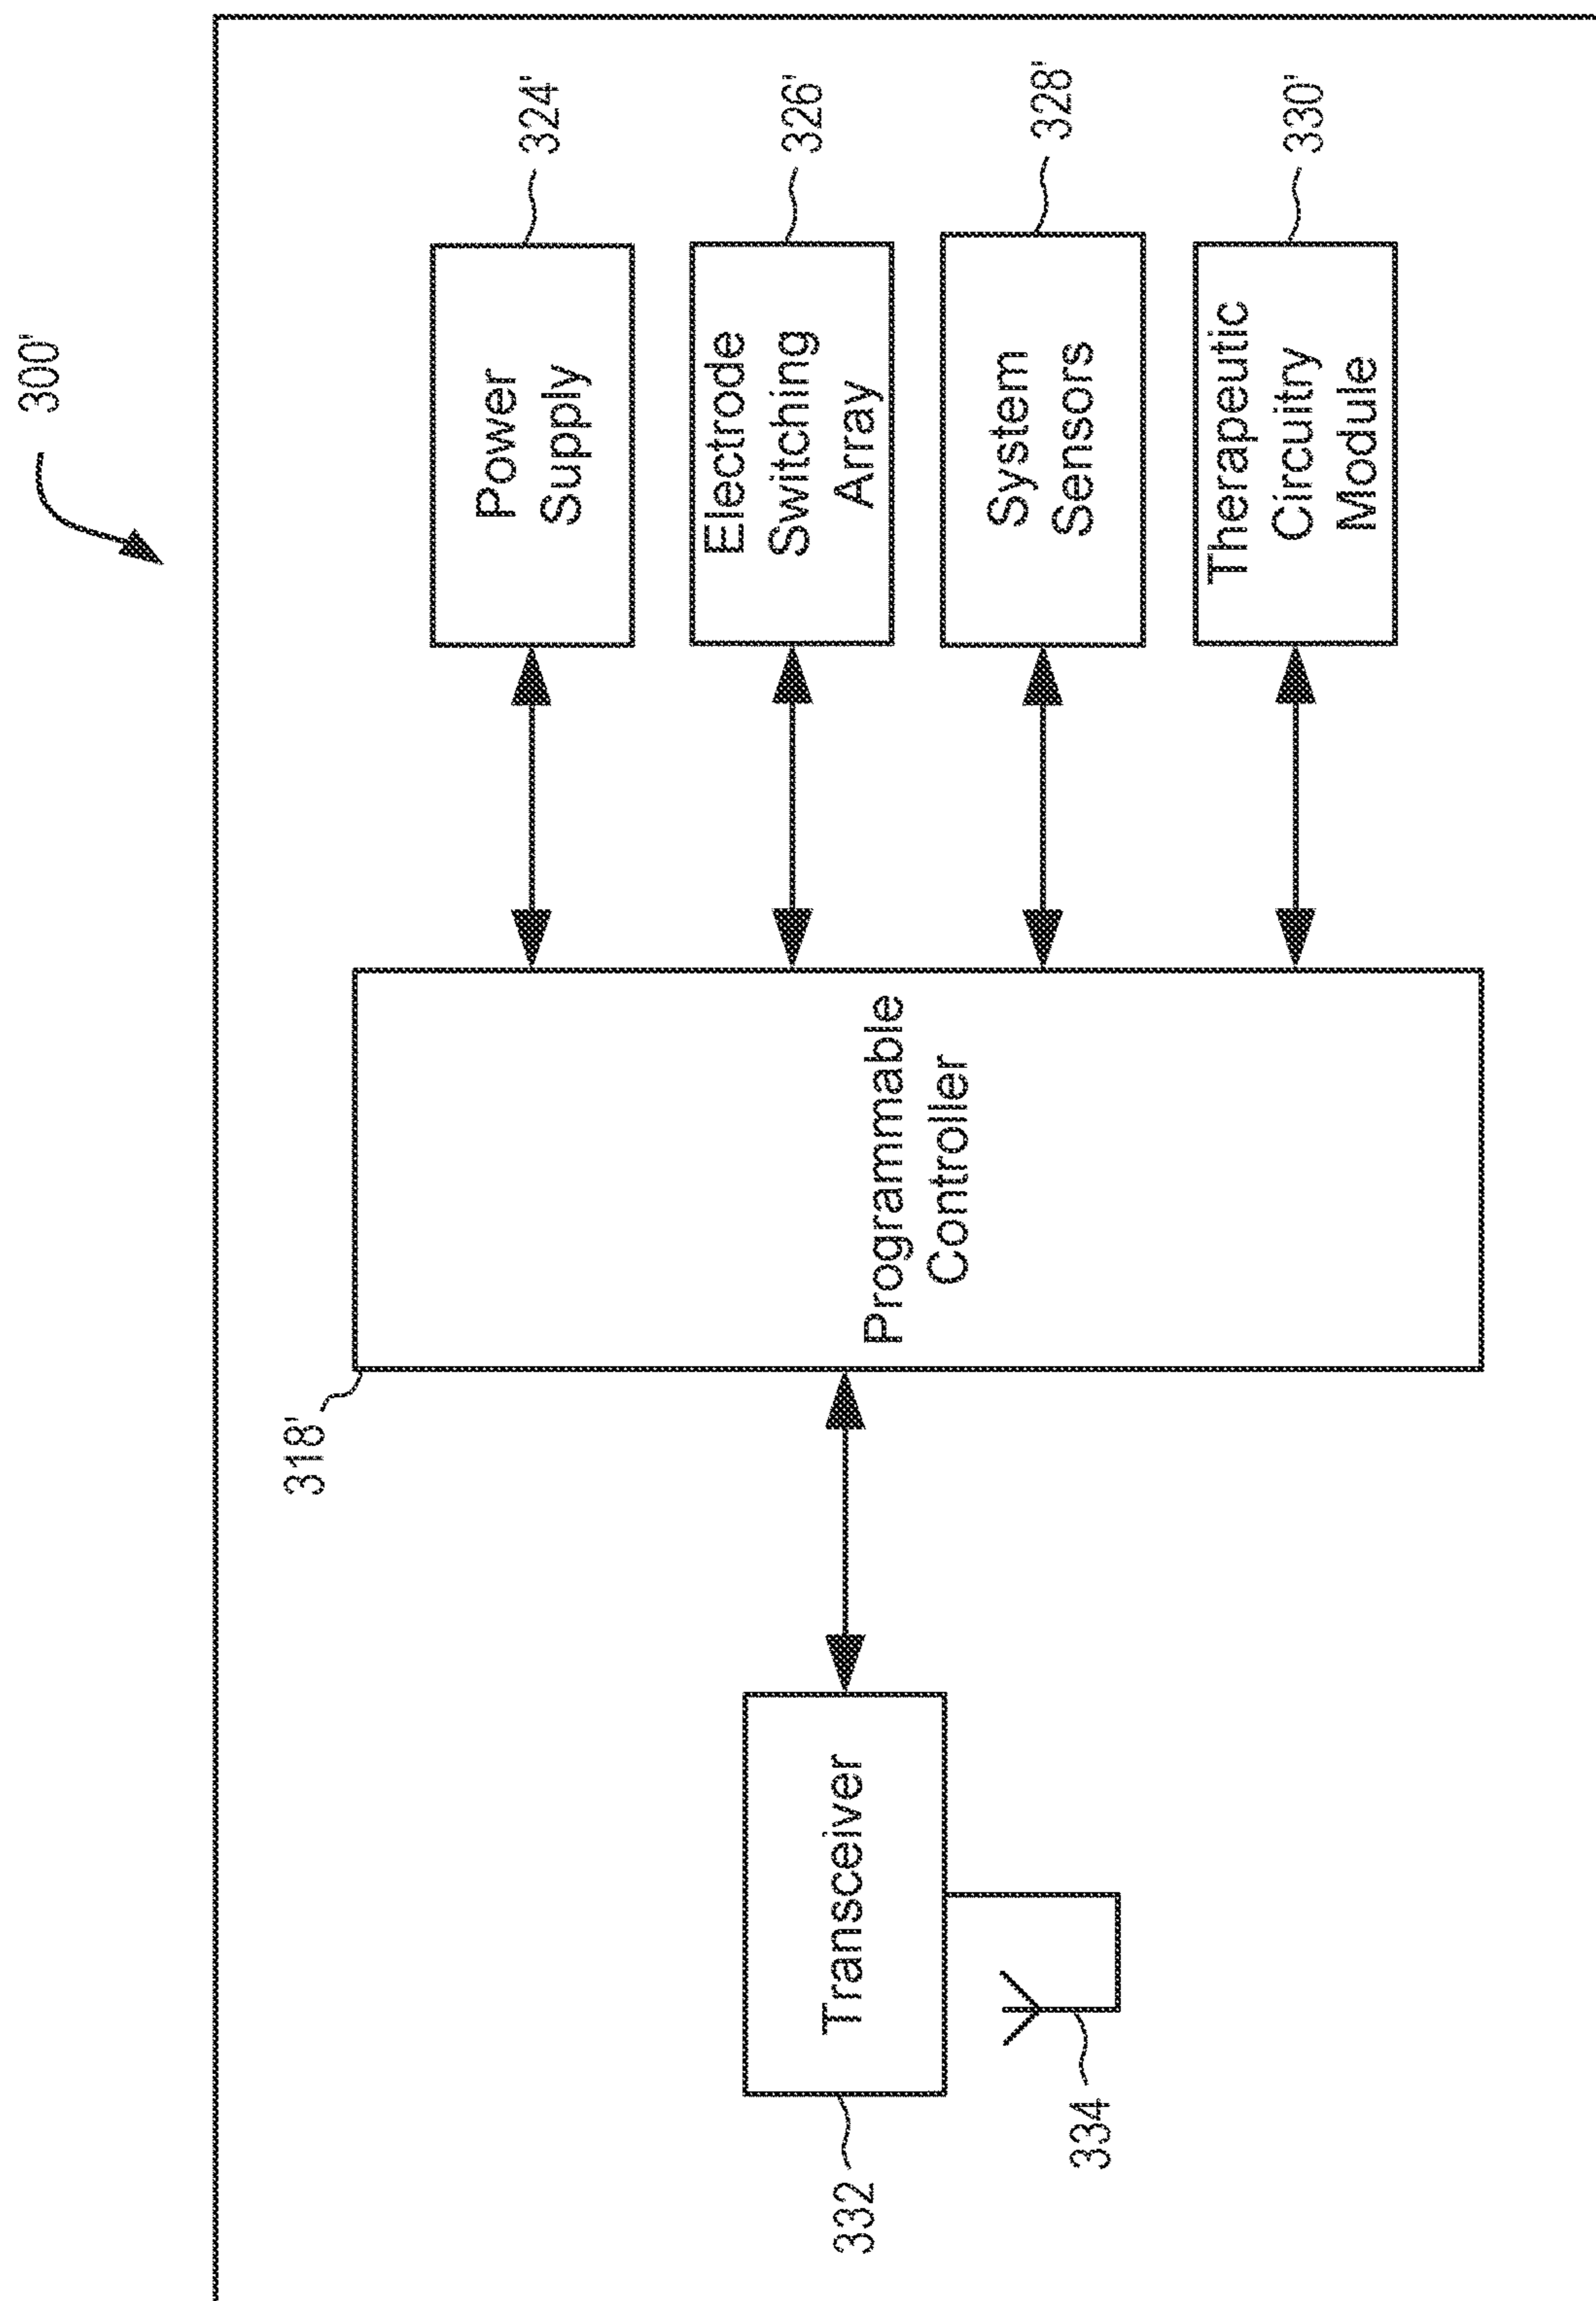 300'
324'
Power
Supply
326'
Electrode
Switching
Array
328'
System
Sensors
330'
Therapeutic
Circuitry
Module
318'
Programmable
Controller
332
Transceiver
334